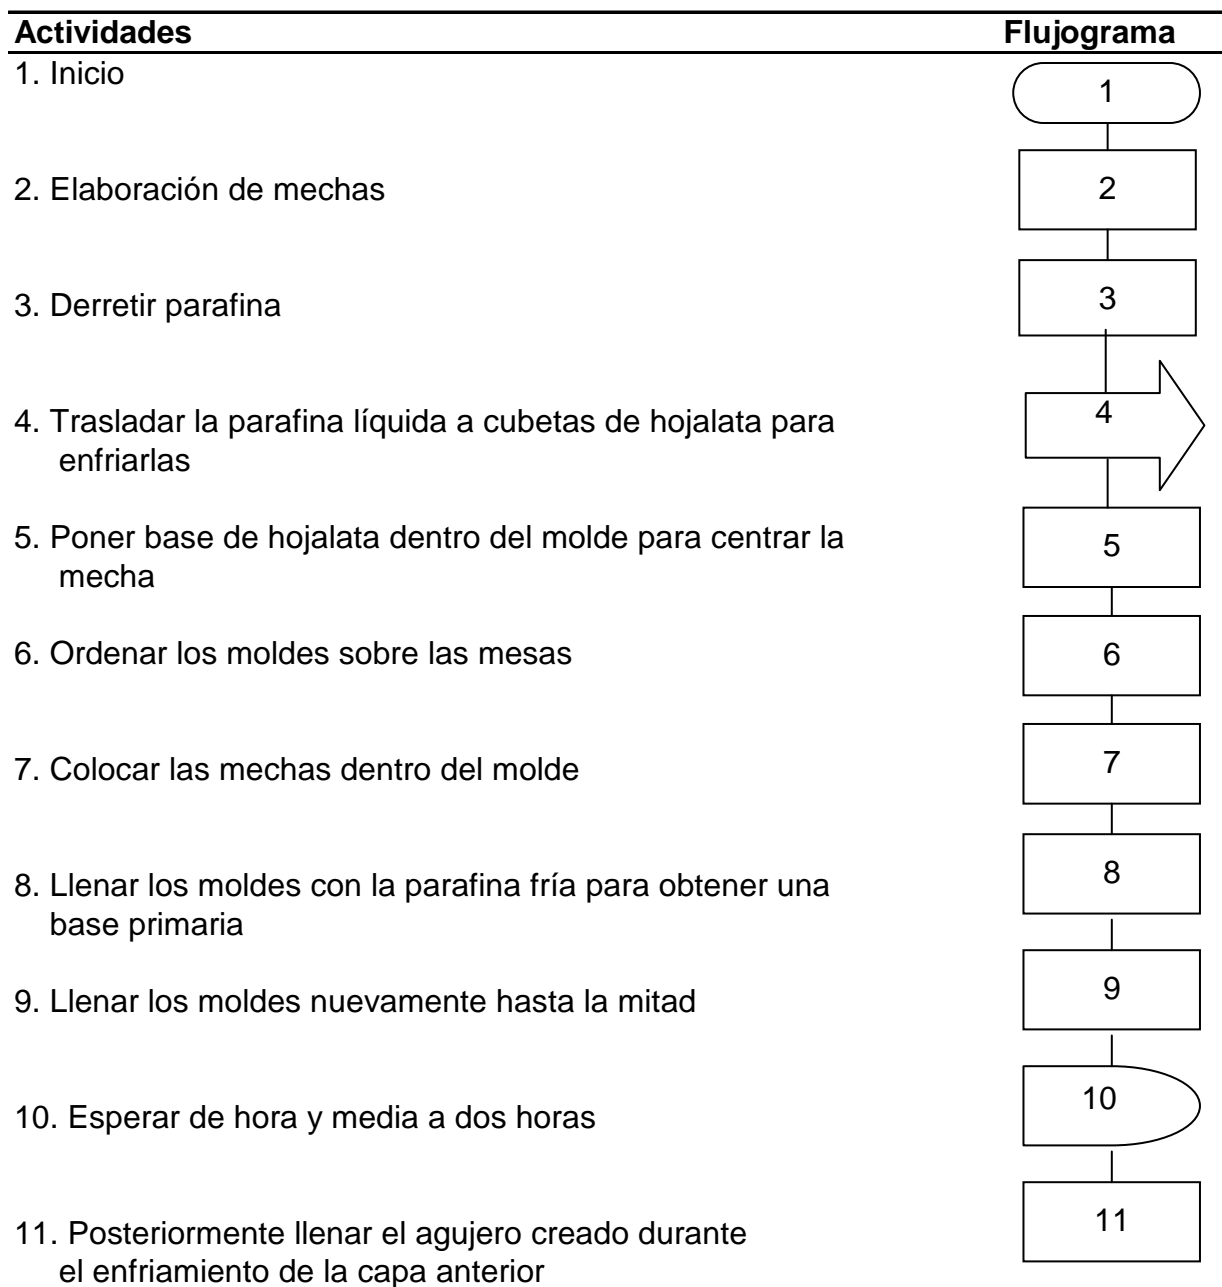 Actividades Flujograma
1. Inicio
1
2. Elaboración de mechas
2
3. Derretir parafina
3
4. Trasladar la parafina líquida a cubetas de hojalata para
enfriarlas
4
5. Poner base de hojalata dentro del molde para centrar la
mecha
5
6. Ordenar los moldes sobre las mesas
6
7. Colocar las mechas dentro del molde
7
8. Llenar los moldes con la parafina fría para obtener una
base primaria
8
9. Llenar los moldes nuevamente hasta la mitad
9
10. Esperar de hora y media a dos horas
10
11. Posteriormente llenar el agujero creado durante
el enfriamiento de la capa anterior
11